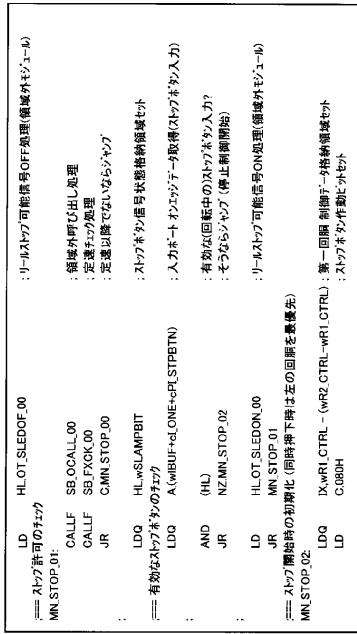 LD HL,OT_SLEDOF_00 ;リールストップ可能信号OFF処理(領域外モジュール)
;=== ストップ許可のチェック
MN_STOP_01:
CALLF SB_OCALL_00 ;領域外呼び出し処理
CALLF SB_FXCK_00 ;定速チェック処理
JR C,MN_STOP_00 ;定速以降でないならジャンプ
;
LDQ HL,wSLAMPBIT ;ストップボタン信号状態格納領域セット
;=== 有効なストップボタンのチェック
LDQ A,(wIBUF+cI_ONE+cPI_STPBTN) ;入力ポート オンエッジデータ取得(ストップボタン入力)
;
AND (HL) ;有効な(回転中の)ストップボタン入力?
JR NZ,MN_STOP_02 ;そうならジャンプ(停止制御開始)
;
LD HL,OT_SLEDON_00 ;リールストップ可能信号ON処理(領域外モジュール)
JR MN_STOP_01
;=== ストップ開始時の初期化(同時押下時は左の回胴を最優先)
MN_STOP_02:
LDQ IX,wR1_CTRL - (wR2_CTRL-wR1_CTRL) ;第一回胴 制御データ格納領域セット
LD C,080H ;ストップボタン作動ビットセット